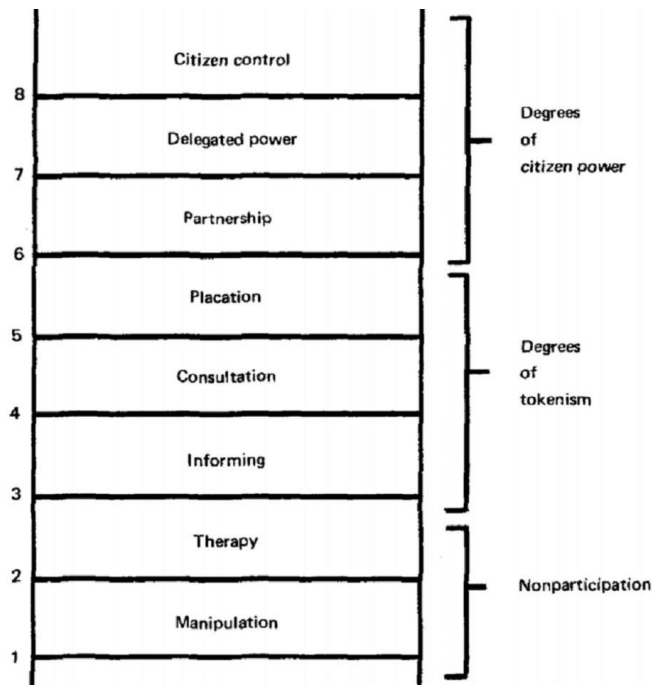 Citizen control
8
Degrees
of
citizen power
Delegated power
7
Partnership
6
Placation
5
Degrees
of
tokenism
Consultation
4
Informing
3
Therapy
2
Nonparticipation
Manipulation
1